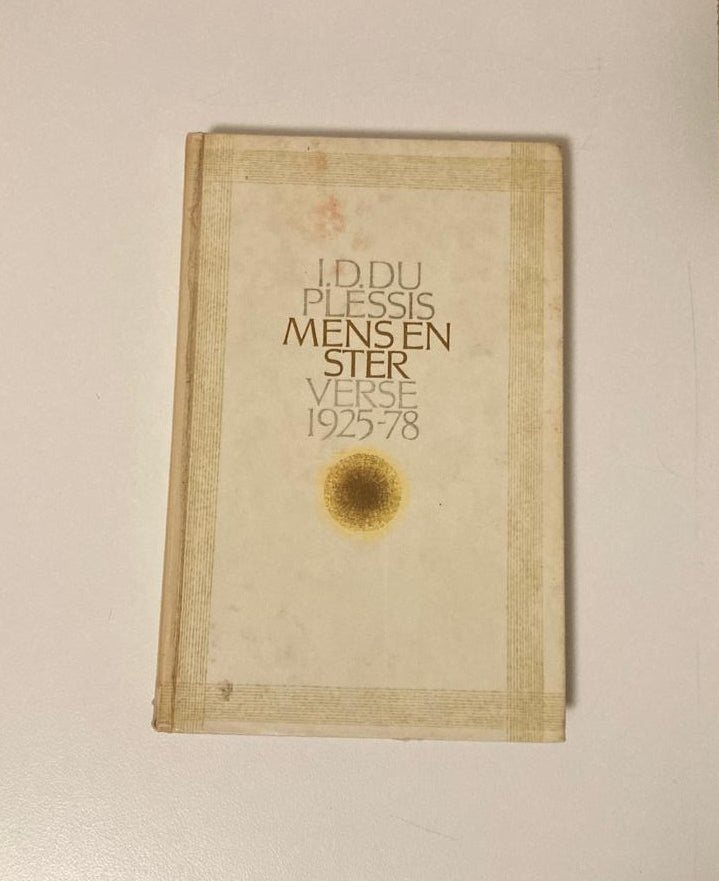 I.D. DU
PLESSIS
MENS EN
STER
VERSE
1925-78